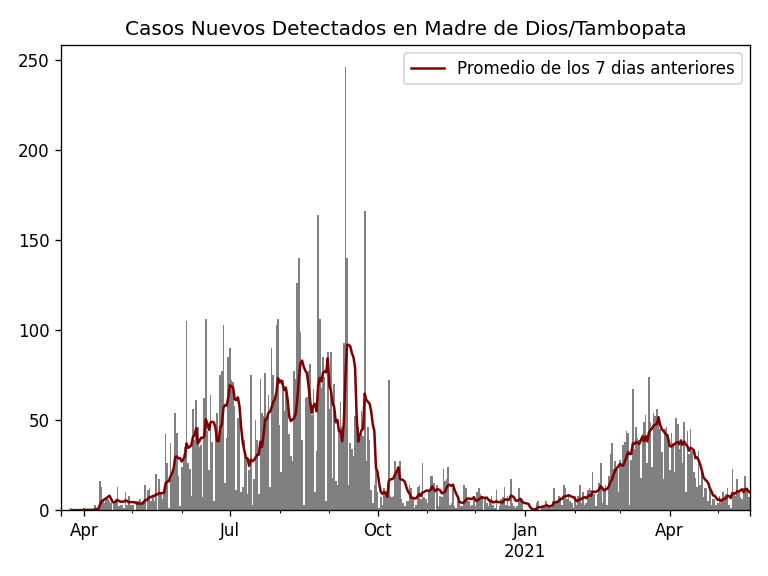 Casos Nuevos Detectados en Madre de Dios/Tambopata
Promedio de los 7 dias anteriores
250
200
150
100
50
0
Apr Jul Oct Jan Apr
2021